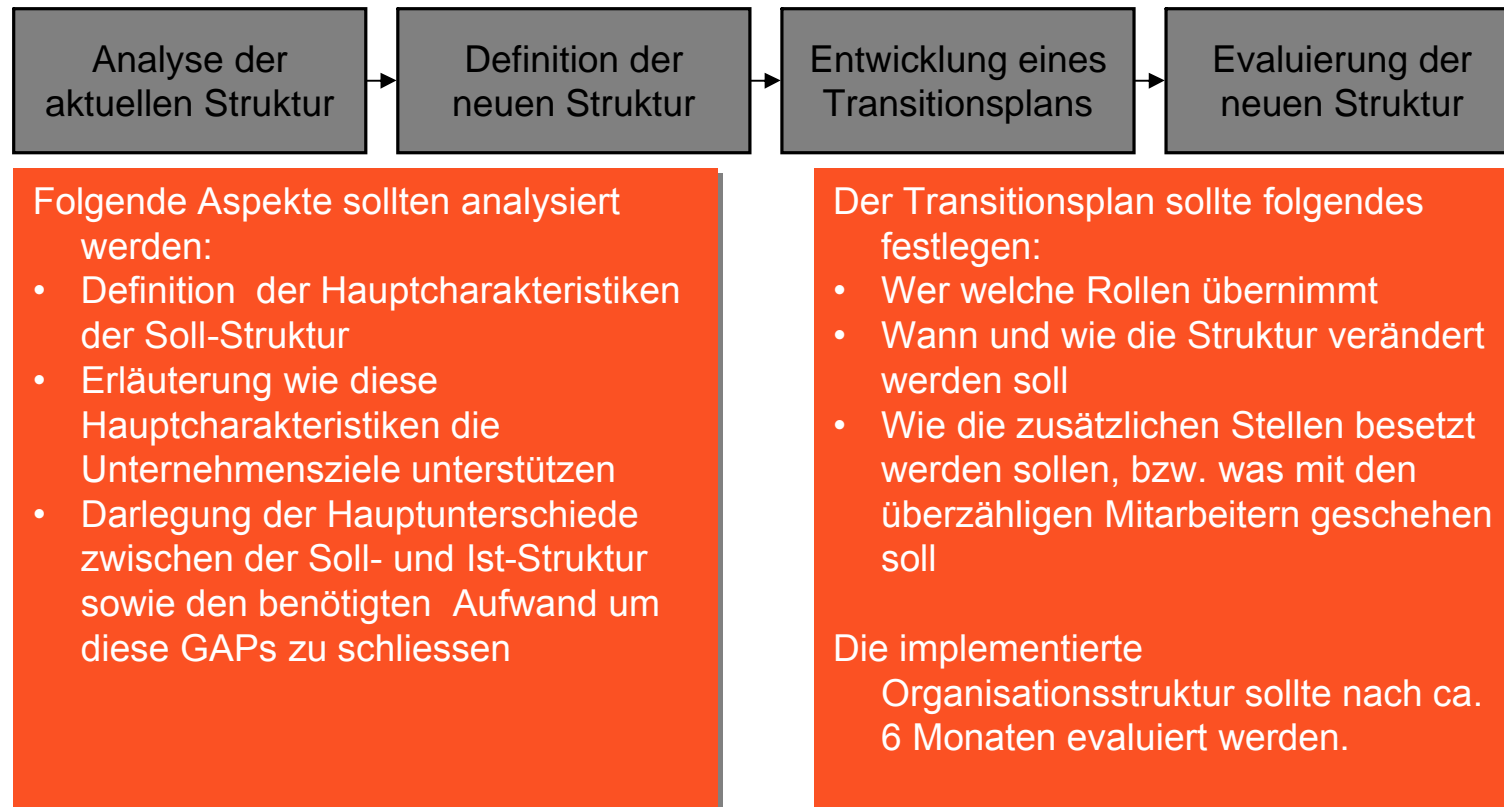 Analyse der
aktuellen Struktur
Definition der
neuen Struktur
Entwicklung eines
Transitionsplans
Evaluierung der
neuen Struktur
Folgende Aspekte sollten analysiert
werden:
• Definition der Hauptcharakteristiken
der Soll-Struktur
• Erläuterung wie diese
Hauptcharakteristiken die
Unternehmensziele unterstützen
• Darlegung der Hauptunterschiede
zwischen der Soll- und Ist-Struktur
sowie den benötigten Aufwand um
diese GAPs zu schliessen
Der Transitionsplan sollte folgendes
festlegen:
• Wer welche Rollen übernimmt
• Wann und wie die Struktur verändert
werden soll
• Wie die zusätzlichen Stellen besetzt
werden sollen, bzw. was mit den
überzähligen Mitarbeitern geschehen
soll
Die implementierte
Organisationsstruktur sollte nach ca.
6 Monaten evaluiert werden.